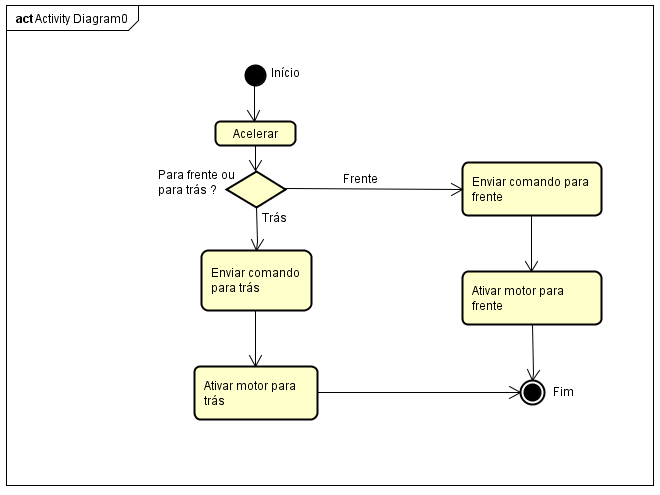 act Activity Diagram0
Início
Acelerar
Para frente ou
para trás ?
Frente
Enviar comando para
frente
Trás
Enviar comando
para trás
Ativar motor para
frente
Ativar motor para
trás
Fim